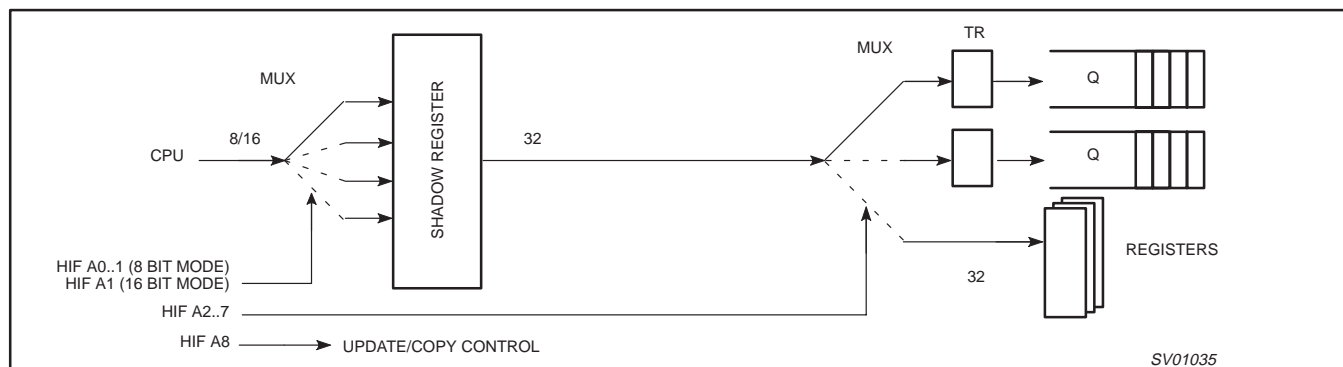 TR
MUX
MUX
Q
8/16
32
CPU
SHADOW REGISTER
Q
REGISTERS
HIF A0..1 (8 BIT MODE)
HIF A1 (16 BIT MODE)
32
HIF A2..7
HIF A8
UPDATE/COPY CONTROL
SV01035